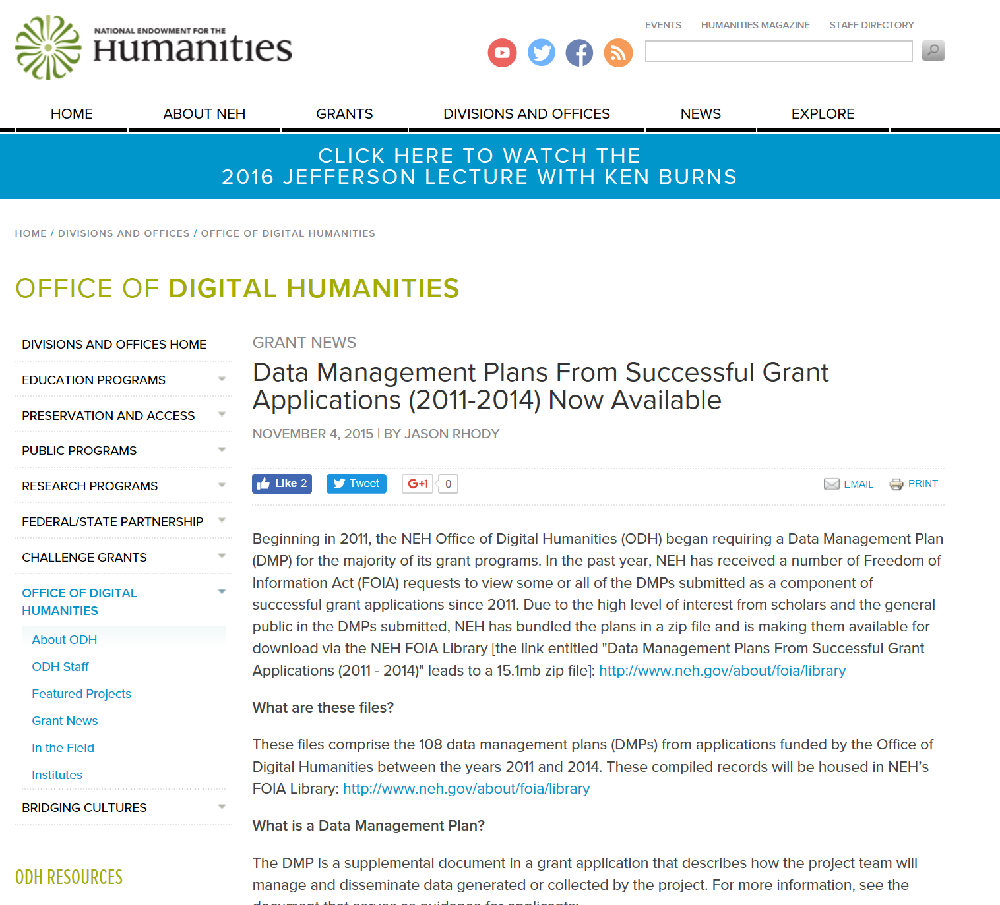 NATIONAL ENDOWMENT FOR THE
Humanities
EVENTS HUMANITIES MAGAZINE STAFF DIRECTORY
HOME ABOUT NEH GRANTS DIVISIONS AND OFFICES NEWS EXPLORE
CLICK HERE TO WATCH THE
2016 JEFFERSON LECTURE WITH KEN BURNS
HOME / DIVISIONS AND OFFICES / OFFICE OF DIGITAL HUMANITIES
OFFICE OF DIGITAL HUMANITIES
DIVISIONS AND OFFICES HOME
EDUCATION PROGRAMS
PRESERVATION AND ACCESS
PUBLIC PROGRAMS
RESEARCH PROGRAMS
FEDERAL/STATE PARTNERSHIP
CHALLENGE GRANTS
OFFICE OF DIGITAL
HUMANITIES
About ODH
ODH Staff
Featured Projects
Grant News
In the Field
Institutes
BRIDGING CULTURES
ODH RESOURCES
GRANT NEWS
Data Management Plans From Successful Grant
Applications (2011-2014) Now Available
NOVEMBER 4, 2015 | BY JASON RHODY
Like 2 Tweet G+1 0 EMAIL PRINT
Beginning in 2011, the NEH Office of Digital Humanities (ODH) began requiring a Data Management Plan
(DMP) for the majority of its grant programs. In the past year, NEH has received a number of Freedom of
Information Act (FOIA) requests to view some or all of the DMPs submitted as a component of
successful grant applications since 2011. Due to the high level of interest from scholars and the general
public in the DMPs submitted, NEH has bundled the plans in a zip file and is making them available for
download via the NEH FOIA Library [the link entitled "Data Management Plans From Successful Grant
Applications (2011 - 2014)" leads to a 15.1mb zip file]: http://www.neh.gov/about/foia/library
What are these files?
These files comprise the 108 data management plans (DMPs) from applications funded by the Office of
Digital Humanities between the years 2011 and 2014. These compiled records will be housed in NEH's
FOIA Library: http://www.neh.gov/about/foia/library
What is a Data Management Plan?
The DMP is a supplemental document in a grant application that describes how the project team will
manage and disseminate data generated or collected by the project. For more information, see the
document that serves as guidance for applicants: